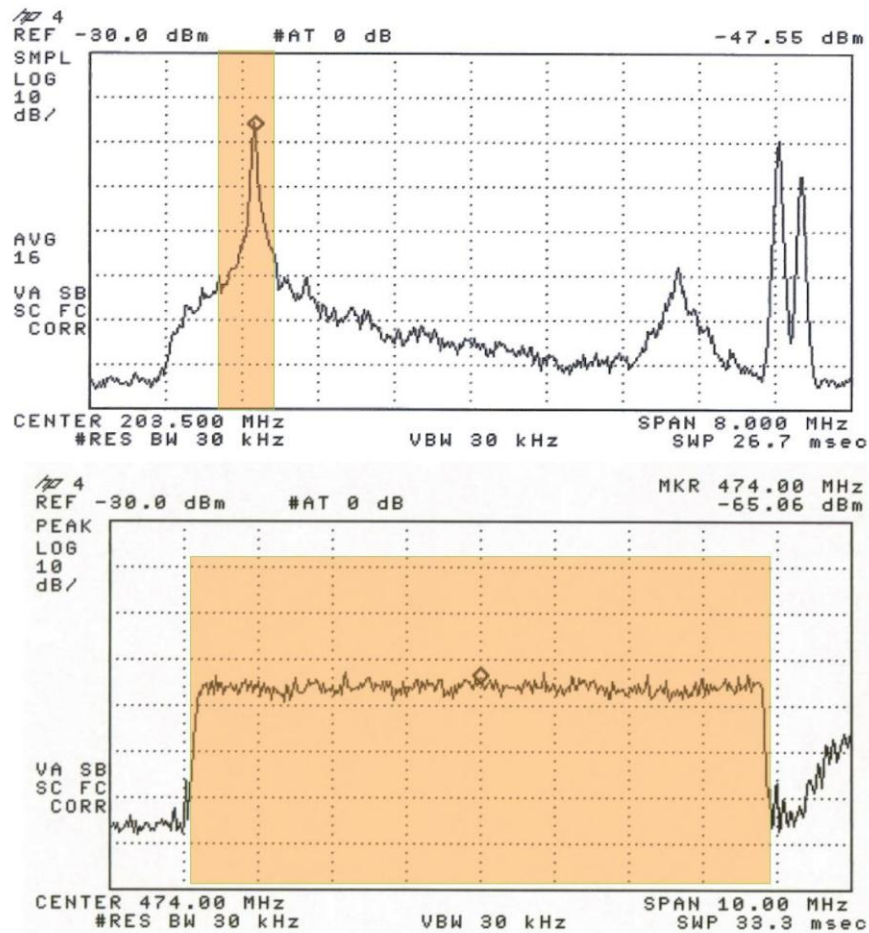 hp 4
REF -30.0 dBm #AT 0 dB -47.55 dBm
SMPL
LOG
10
dB/
AVG
16
VA SB
SC FC
CORR
CENTER 203.500 MHz SPAN 8.000 MHz
#RES BW 30 kHz VBW 30 kHz SWP 26.7 msec
hp 4 MKR 474.00 MHz
REF -30.0 dBm #AT 0 dB -65.06 dBm
PEAK
LOG
10
dB/
VA SB
SC FC
CORR
CENTER 474.00 MHz SPAN 10.00 MHz
#RES BW 30 kHz VBW 30 kHz SWP 33.3 msec